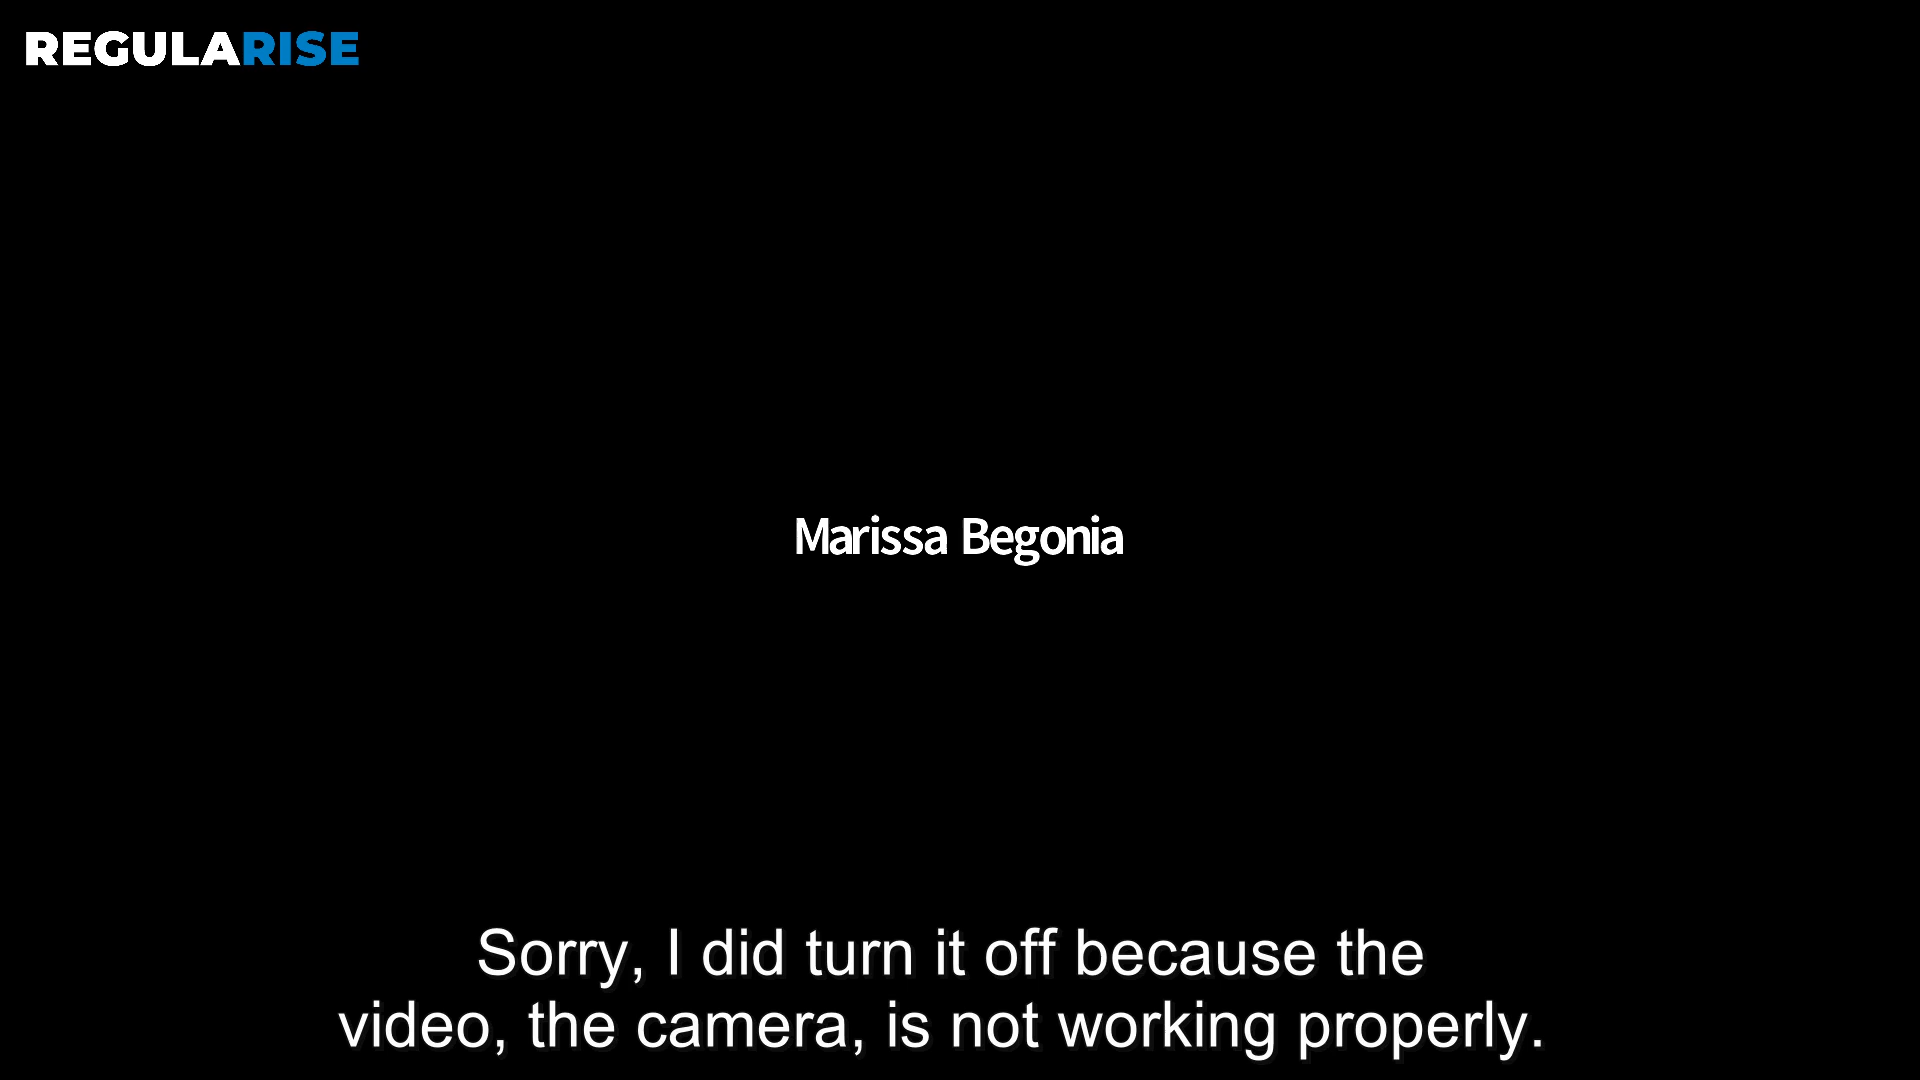 REGULARISE
Marissa Begonia
Sorry, I did turn it off because the
video, the camera, is not working properly.